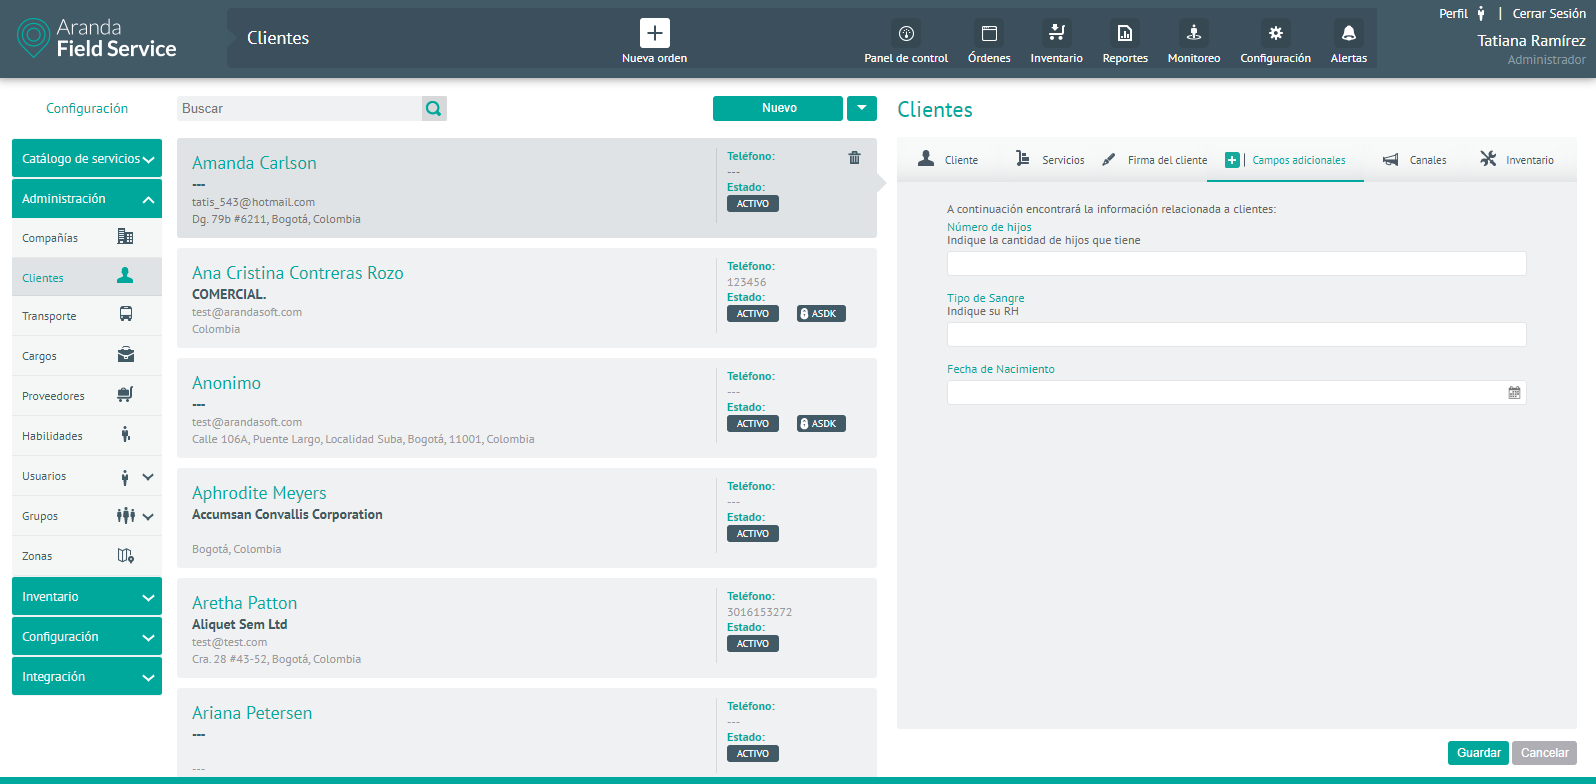 Aranda
Field Service
Clientes
Nueva orden
Panel de control
Órdenes
Inventario
Reportes
Monitoreo
Configuración
Alertas
Perfil | Cerrar Sesión
Tatiana Ramírez
Administrador
Configuración
Catálogo de servicios
Administración
Compañías
Clientes
Transporte
Cargos
Proveedores
Habilidades
Usuarios
Grupos
Zonas
Inventario
Configuración
Integración
Buscar
Nuevo
Amanda Carlson
---
tatis_543@hotmail.com
Dg. 79b #6211, Bogotá, Colombia
Teléfono:
---
Estado:
ACTIVO
Ana Cristina Contreras Rozo
COMERCIAL.
test@arandasoft.com
Colombia
Teléfono:
123456
Estado:
ACTIVO ASDK
Anonimo
---
test@arandasoft.com
Calle 106A, Puente Largo, Localidad Suba, Bogotá, 11001, Colombia
Teléfono:
---
Estado:
ACTIVO ASDK
Aphrodite Meyers
Accumsan Convallis Corporation
Bogotá, Colombia
Teléfono:
---
Estado:
ACTIVO
Aretha Patton
Aliquet Sem Ltd
test@test.com
Cra. 28 #43-52, Bogotá, Colombia
Teléfono:
3016153272
Estado:
ACTIVO
Ariana Petersen
---
---
Teléfono:
---
Estado:
ACTIVO
Clientes
Cliente
Servicios
Firma del cliente
Campos adicionales
Canales
Inventario
A continuación encontrará la información relacionada a clientes:
Número de hijos
Indique la cantidad de hijos que tiene
Tipo de Sangre
Indique su RH
Fecha de Nacimiento
Guardar
Cancelar